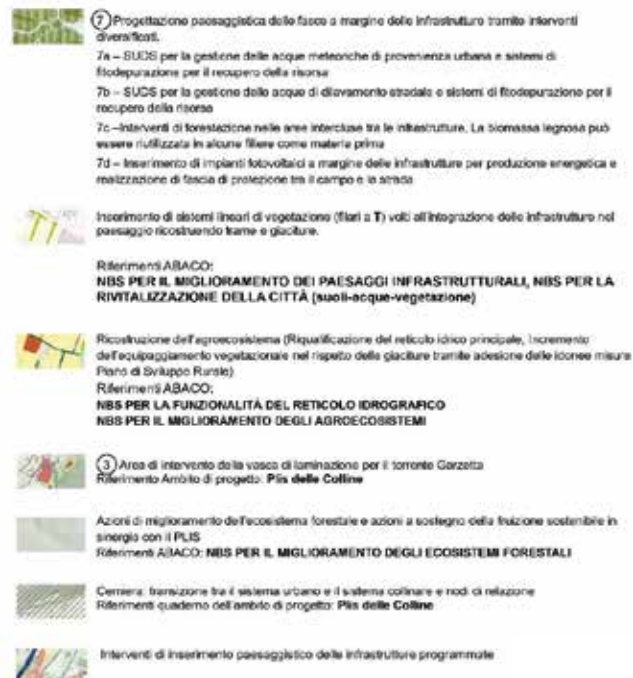 7 Progettazione paesaggistica delle fasce a margine delle infrastrutture tramite interventi
diversificati.
7a – SUDS per la gestione delle acque meteoriche di provenienza urbana e sistemi di
fitodepurazione per il recupero della risorsa
7b – SUDS per la gestione delle acque di dilavamento stradale e sistemi di fitodepurazione per il
recupero della risorsa
7c –Interventi di forestazione nelle aree intercluse tra le infrastrutture. La biomassa legnosa può
essere riutilizzata in alcune filiere come materia prima
7d – Inserimento di impianti fotovoltaici a margine delle infrastrutture per produzione energetica e
realizzazione di fascia di protezione tra il campo e la strada
Inserimento di sistemi lineari di vegetazione (filari a T) volti all'integrazione delle infrastrutture nel
paesaggio ricostruendo trame e giaciture.
Riferimenti ABACO:
NBS PER IL MIGLIORAMENTO DEI PAESAGGI INFRASTRUTTURALI, NBS PER LA
RIVITALIZZAZIONE DELLA CITTÀ (suoli-acque-vegetazione)
Ricostruzione dell'agroecosistema (Riqualificazione del reticolo idrico principale, Incremento
dell'equipaggiamento vegetazionale nel rispetto delle giaciture tramite adesione delle idonee misure
Piano di Sviluppo Rurale)
Riferimenti ABACO:
NBS PER LA FUNZIONALITÀ DEL RETICOLO IDROGRAFICO
NBS PER IL MIGLIORAMENTO DEGLI AGROECOSISTEMI
3 Area di intervento della vasca di laminazione per il torrente Garzetta
Riferimento Ambito di progetto: Plis delle Colline
Azioni di miglioramento dell'ecosistema forestale e azioni a sostegno della fruizione sostenibile in
sinergia con il PLIS
Riferimenti ABACO: NBS PER IL MIGLIORAMENTO DEGLI ECOSISTEMI FORESTALI
Cerniera: transizione tra il sistema urbano e il sistema collinare e nodi di relazione
Riferimenti quaderno dell'ambito di progetto: Plis delle Colline
Interventi di inserimento paesaggistico delle infrastrutture programmate